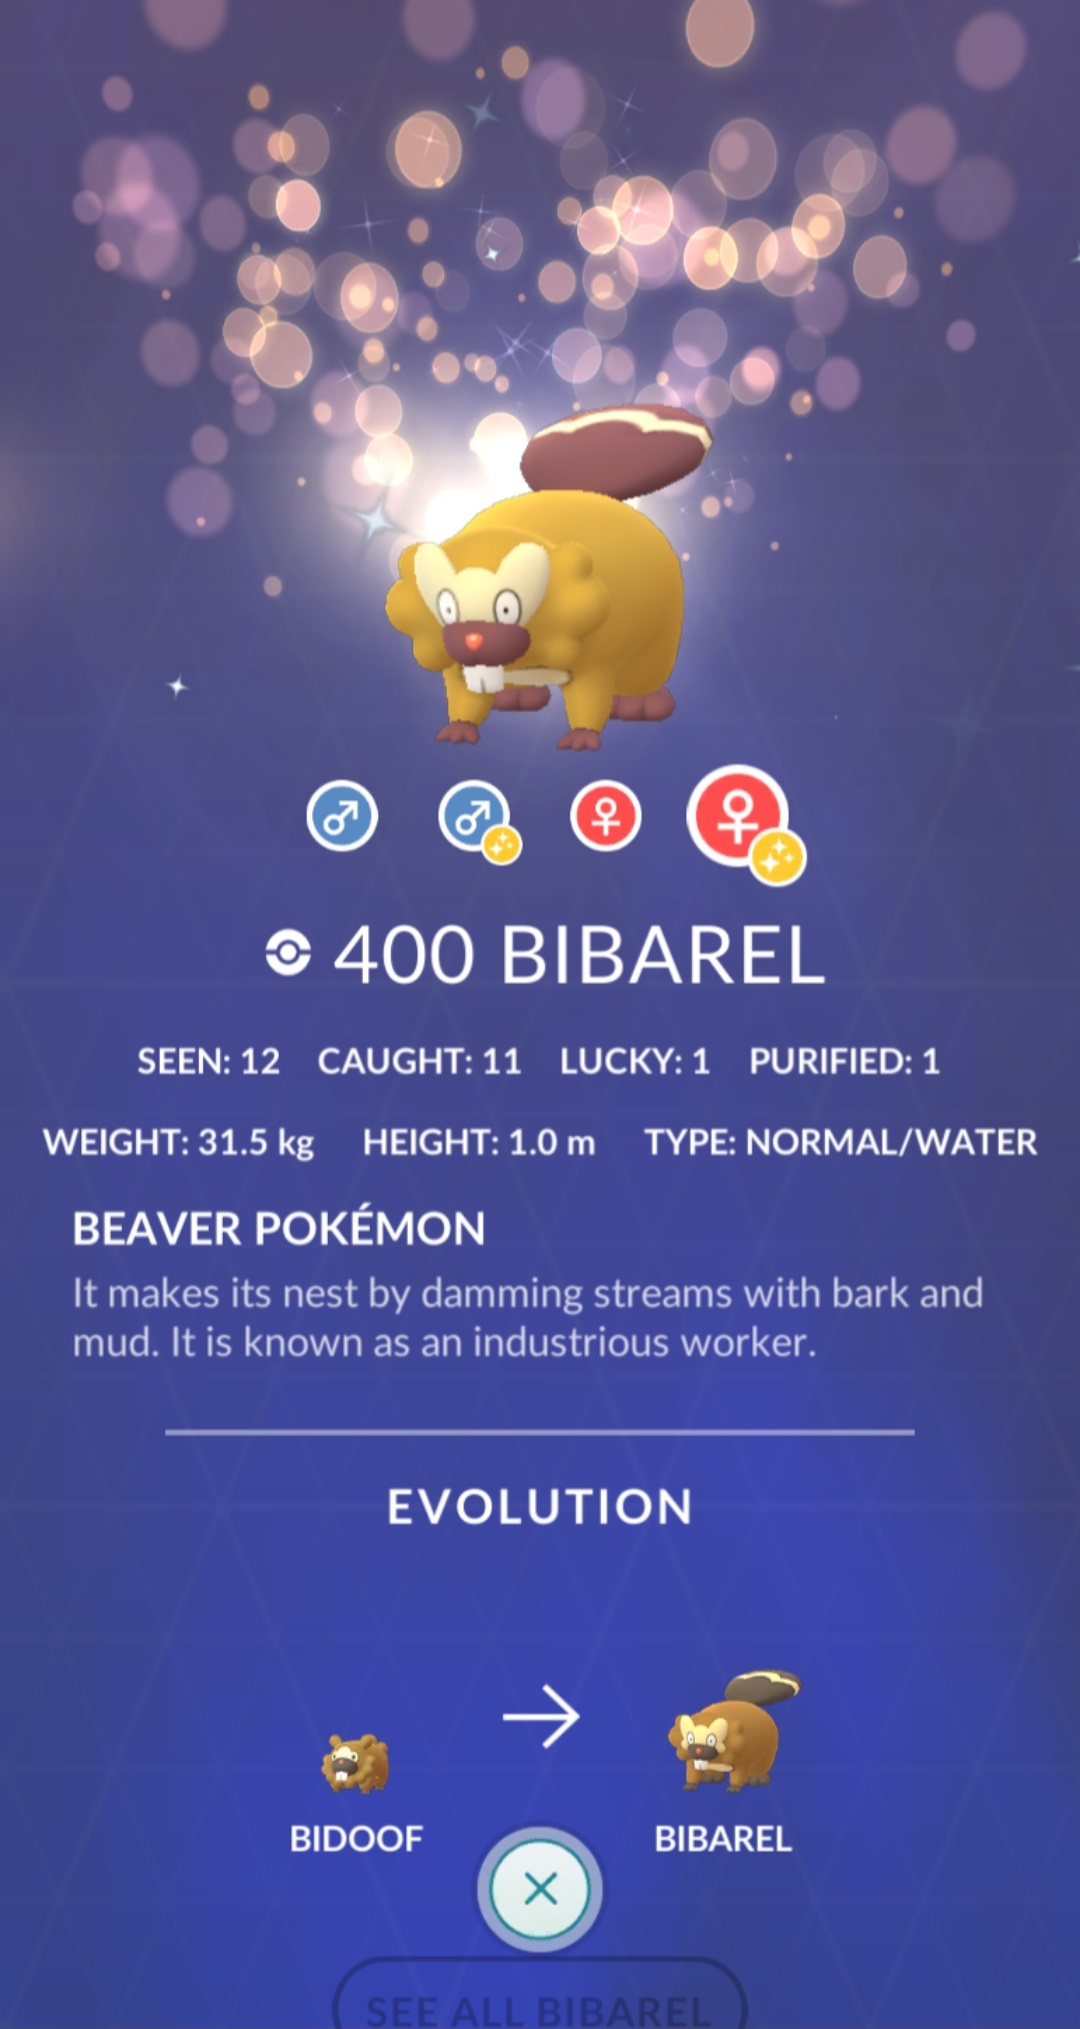 400 BIBAREL
SEEN: 12 CAUGHT: 11 LUCKY: 1 PURIFIED: 1
WEIGHT: 31.5 kg HEIGHT: 1.0 m TYPE: NORMAL/WATER
BEAVER POKÉMON
It makes its nest by damming streams with bark and
mud. It is known as an industrious worker.
EVOLUTION
BIDOOF BIBAREL
SEE ALL BIBAREL